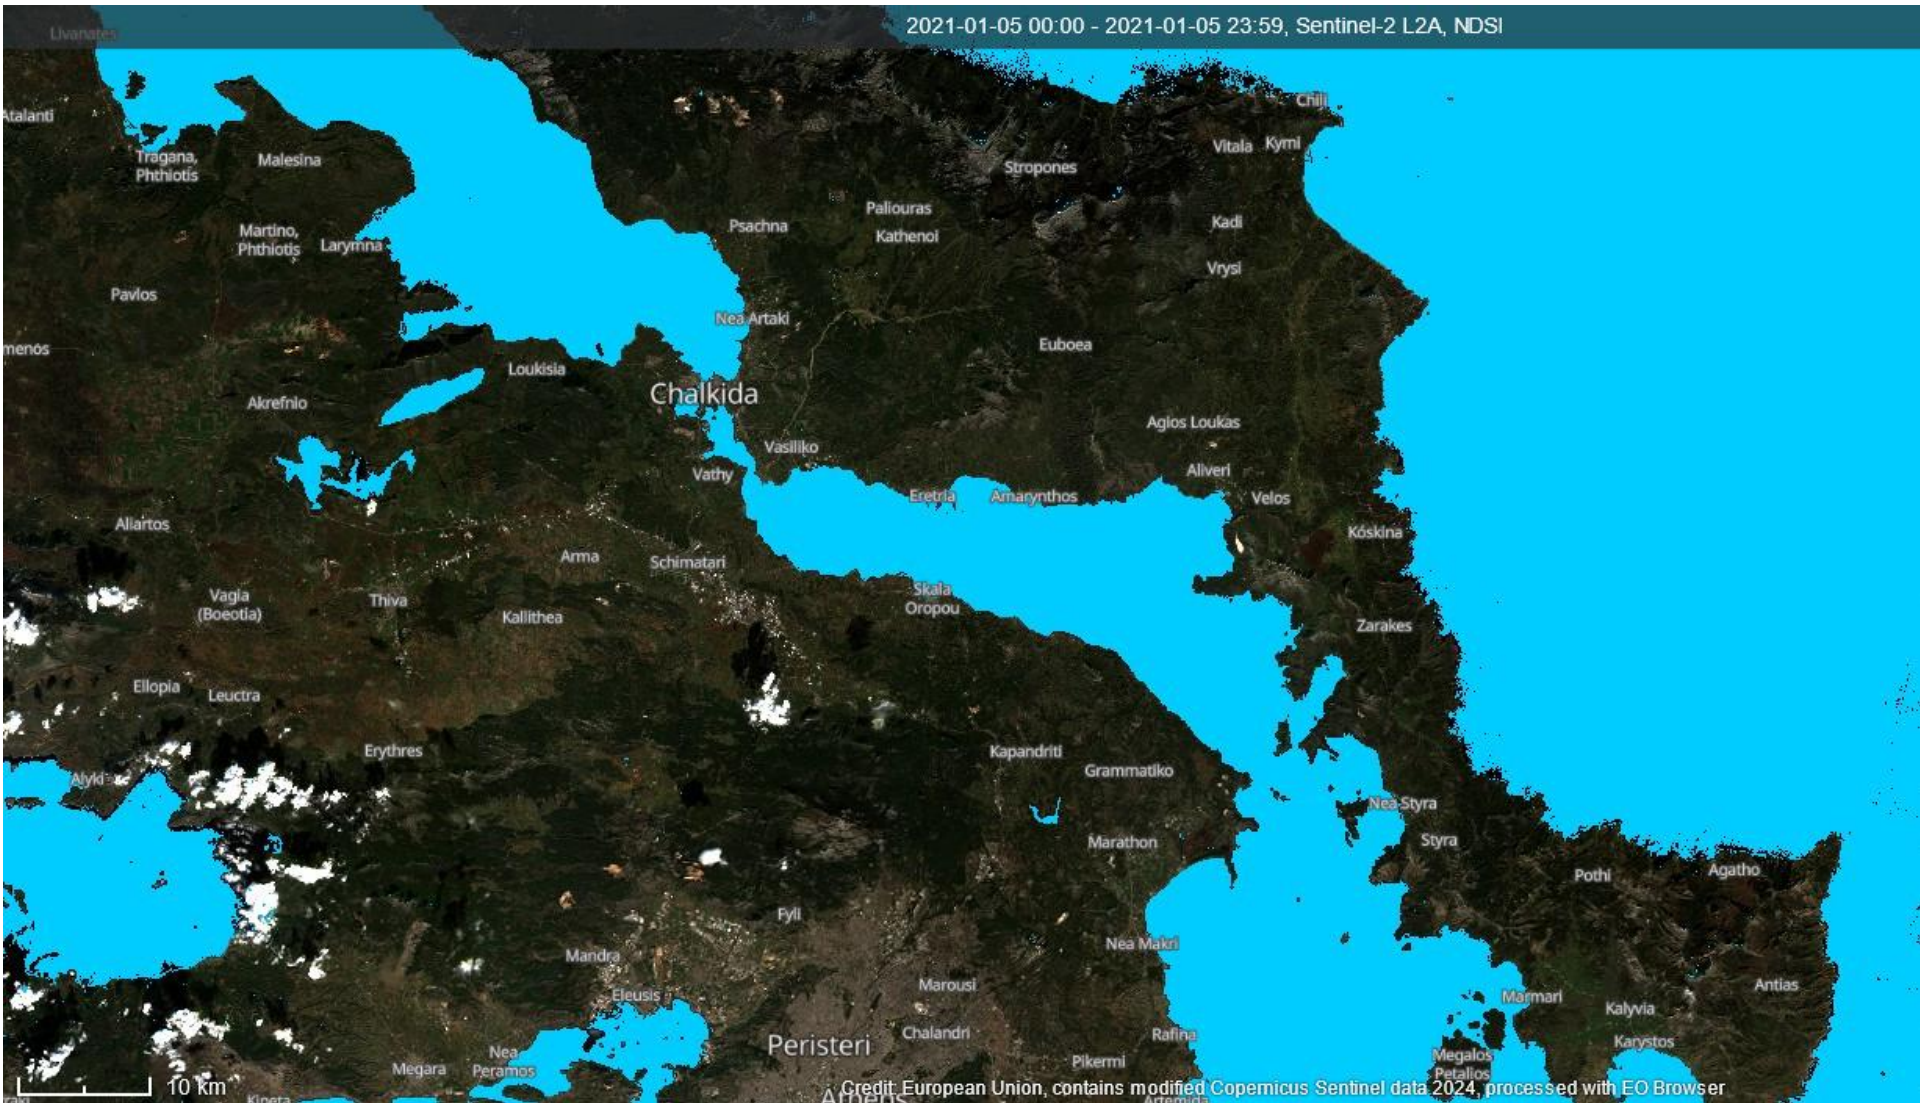 2021-01-05 00:00 - 2021-01-05 23:59, Sentinel-2 L2A, NDSI
Livanates
Chili
Atalanti
Vitala
Kymi
Tragana,
Phthiotis
Malesina
Stropones
Paliouras
Psachna
Kadi
Martino,
Phthiotis
Larymna
Kathenoi
Vrysi
Pavlos
Nea Artaki
Euboea
menós
Loukisia
Chalkida
Akrefnio
Agios Loukas
Vasiliko
Aliveri
Vathy
Eretria
Amarynthos
Velos
Aliartos
Kóskina
Arma
Schimatari
Vagia
(Boeotia)
Thiva
Kallithea
Skala
Oropou
Zarakes
Ellopia
Leuctra
Erythres
Kapandriti
Grammatiko
Alyki
Nea Styra
Marathon
Styra
Pothi
Agatho
Fyli
Nea Makri
Mandra
Marousi
Antias
Eleusis
Marmari
Kalyvia
Peristeri
Chalandri
Rafina
Karystos
Nea
Peramos
Megara
Pikermi
Megalos
Petalios
10 km
Credit: European Union, contains modified Copernicus Sentinel data 2024, processed with EO Browser
Athens
Kineta
Artemida